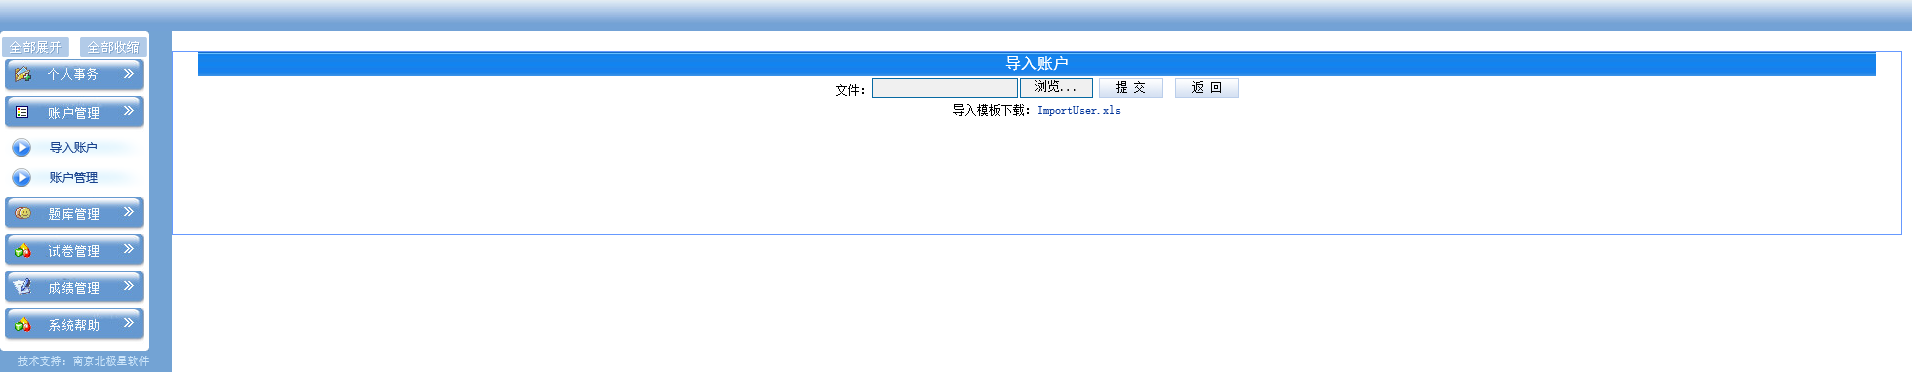 全部展开 全部收缩
个人事务
账户管理
导入账户
账户管理
题库管理
试卷管理
成绩管理
系统帮助
技术支持：南京北极星软件
导入账户
文件： 浏览... 提 交 返 回
导入模板下载：ImportUser.xls